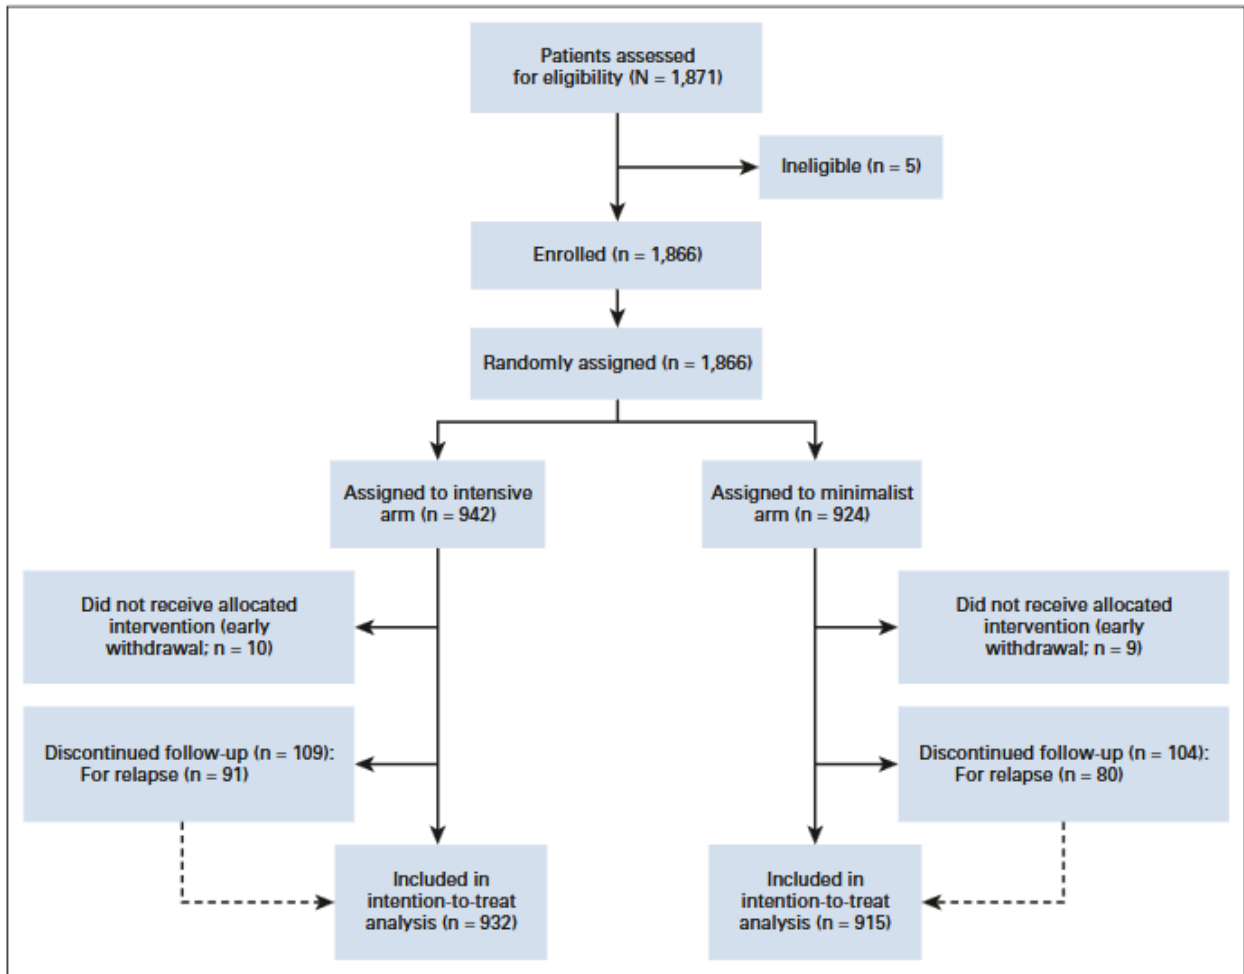 Patients assessed
for eligibility (N = 1,871)
Ineligible (n = 5)
Enrolled (n = 1,866)
Randomly assigned (n = 1,866)
Assigned to intensive
arm (n = 942)
Assigned to minimalist
arm (n = 924)
Did not receive allocated
intervention (early
withdrawal; n = 10)
Did not receive allocated
intervention (early
withdrawal; n = 9)
Discontinued follow-up (n = 109):
For relapse (n = 91)
Discontinued follow-up (n = 104):
For relapse (n = 80)
Included in
intention-to-treat
analysis (n = 932)
Included in
intention-to-treat
analysis (n = 915)